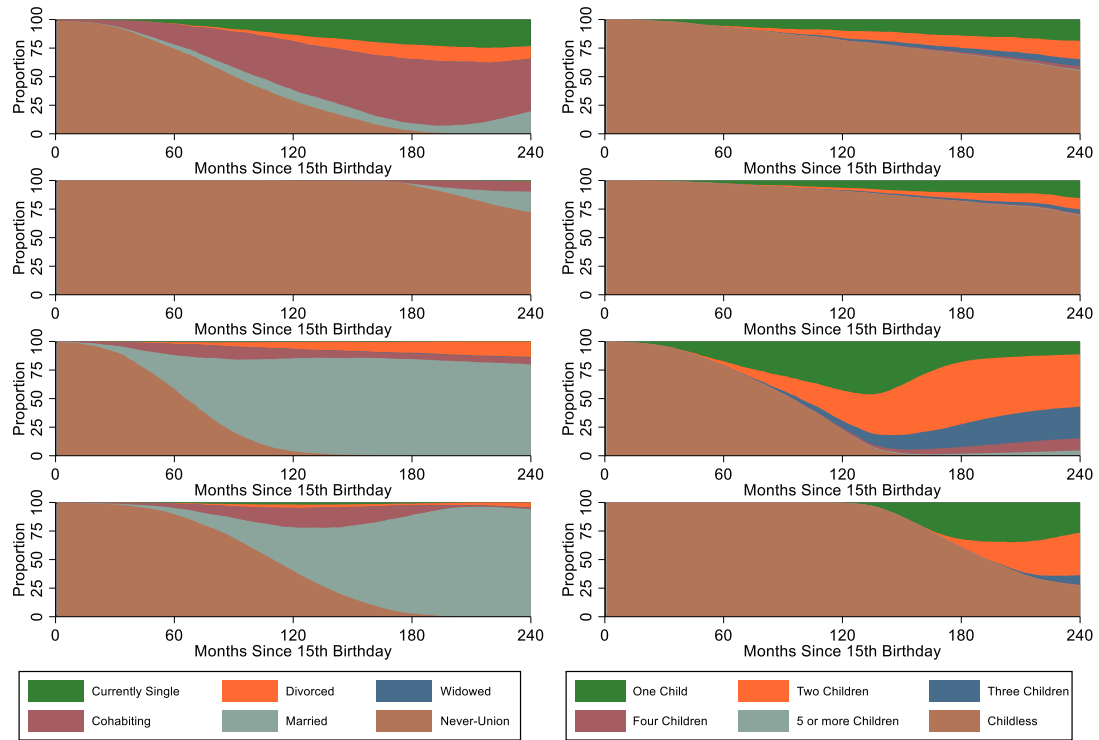 Proportion
0 25 50 75 100
0 60 120 180 240
Months Since 15th Birthday
Proportion
0 25 50 75 100
0 60 120 180 240
Months Since 15th Birthday
Proportion
0 25 50 75 100
0 60 120 180 240
Months Since 15th Birthday
Proportion
0 25 50 75 100
0 60 120 180 240
Months Since 15th Birthday
Currently Single Divorced Widowed
Cohabiting Married Never-Union
Proportion
0 25 50 75 100
0 60 120 180 240
Months Since 15th Birthday
Proportion
0 25 50 75 100
0 60 120 180 240
Months Since 15th Birthday
Proportion
0 25 50 75 100
0 60 120 180 240
Months Since 15th Birthday
Proportion
0 25 50 75 100
0 60 120 180 240
Months Since 15th Birthday
One Child Two Children Three Children
Four Children 5 or more Children Childless